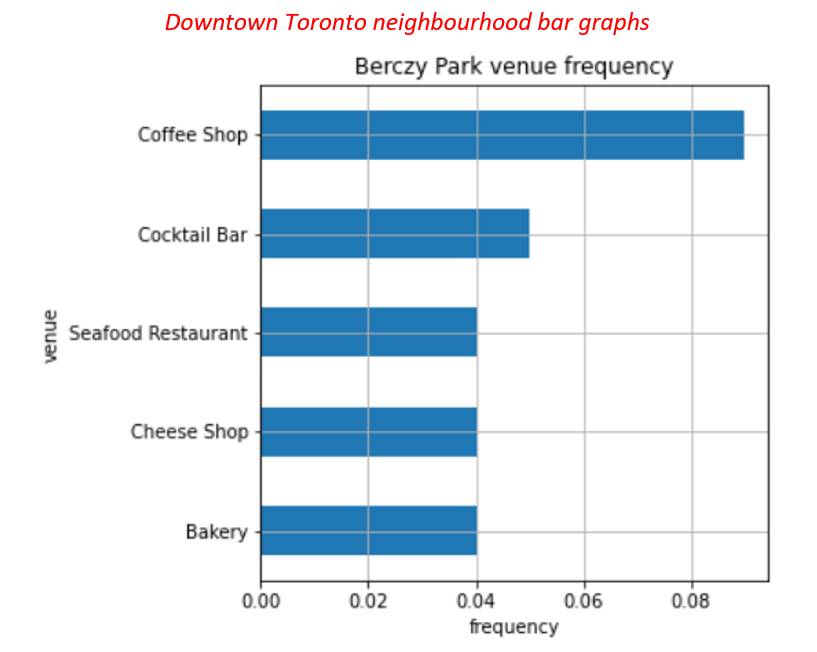 Downtown Toronto neighbourhood bar graphs
Berczy Park venue frequency
Coffee Shop
Cocktail Bar
Seafood Restaurant
Cheese Shop
Bakery
venue
0.00 0.02 0.04 0.06 0.08
frequency